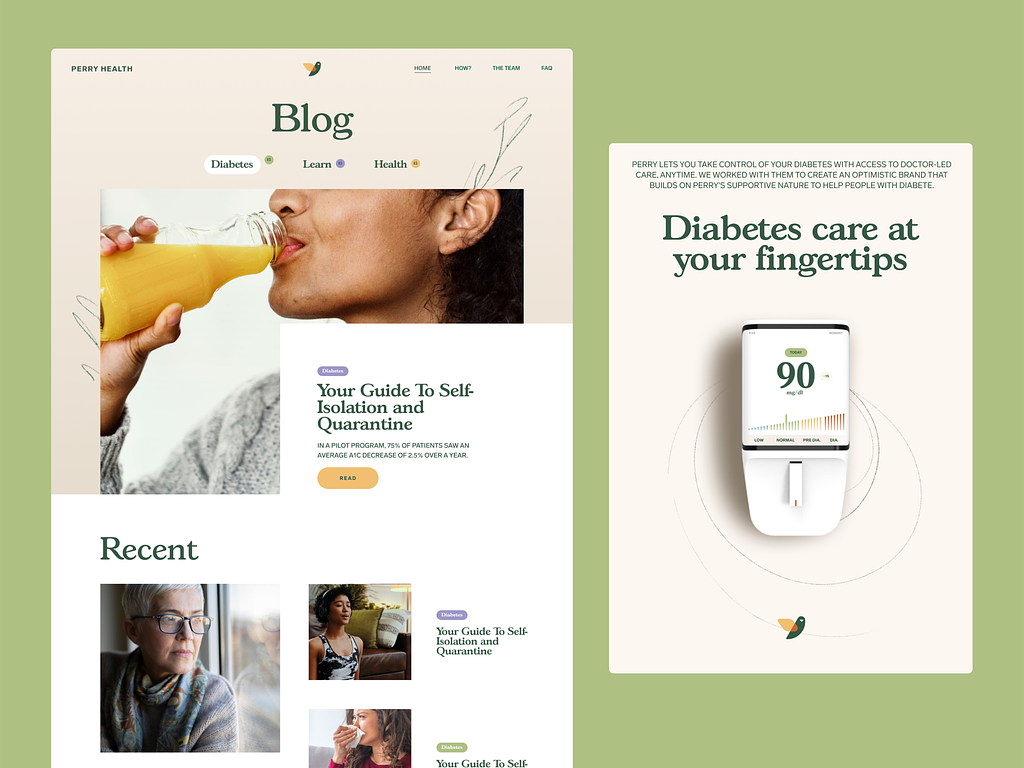 PERRY HEALTH
HOME HOW? THE TEAM FAQ
Blog
Diabetes Learn Health
Diabetes
Your Guide To Self-
Isolation and
Quarantine
IN A PILOT PROGRAM, 75% OF PATIENTS SAW AN
AVERAGE A1C DECREASE OF 2.5% OVER A YEAR.
READ
Recent
Diabetes
Your Guide To Self-
Isolation and
Quarantine
Diabetes
Your Guide To Self-
PERRY LETS YOU TAKE CONTROL OF YOUR DIABETES WITH ACCESS TO DOCTOR-LED
CARE, ANYTIME. WE WORKED WITH THEM TO CREATE AN OPTIMISTIC BRAND THAT
BUILDS ON PERRY'S SUPPORTIVE NATURE TO HELP PEOPLE WITH DIABETE.
Diabetes care at
your fingertips
TODAY
90
mg/dl
LOW NORMAL PRE DIA. DIA.